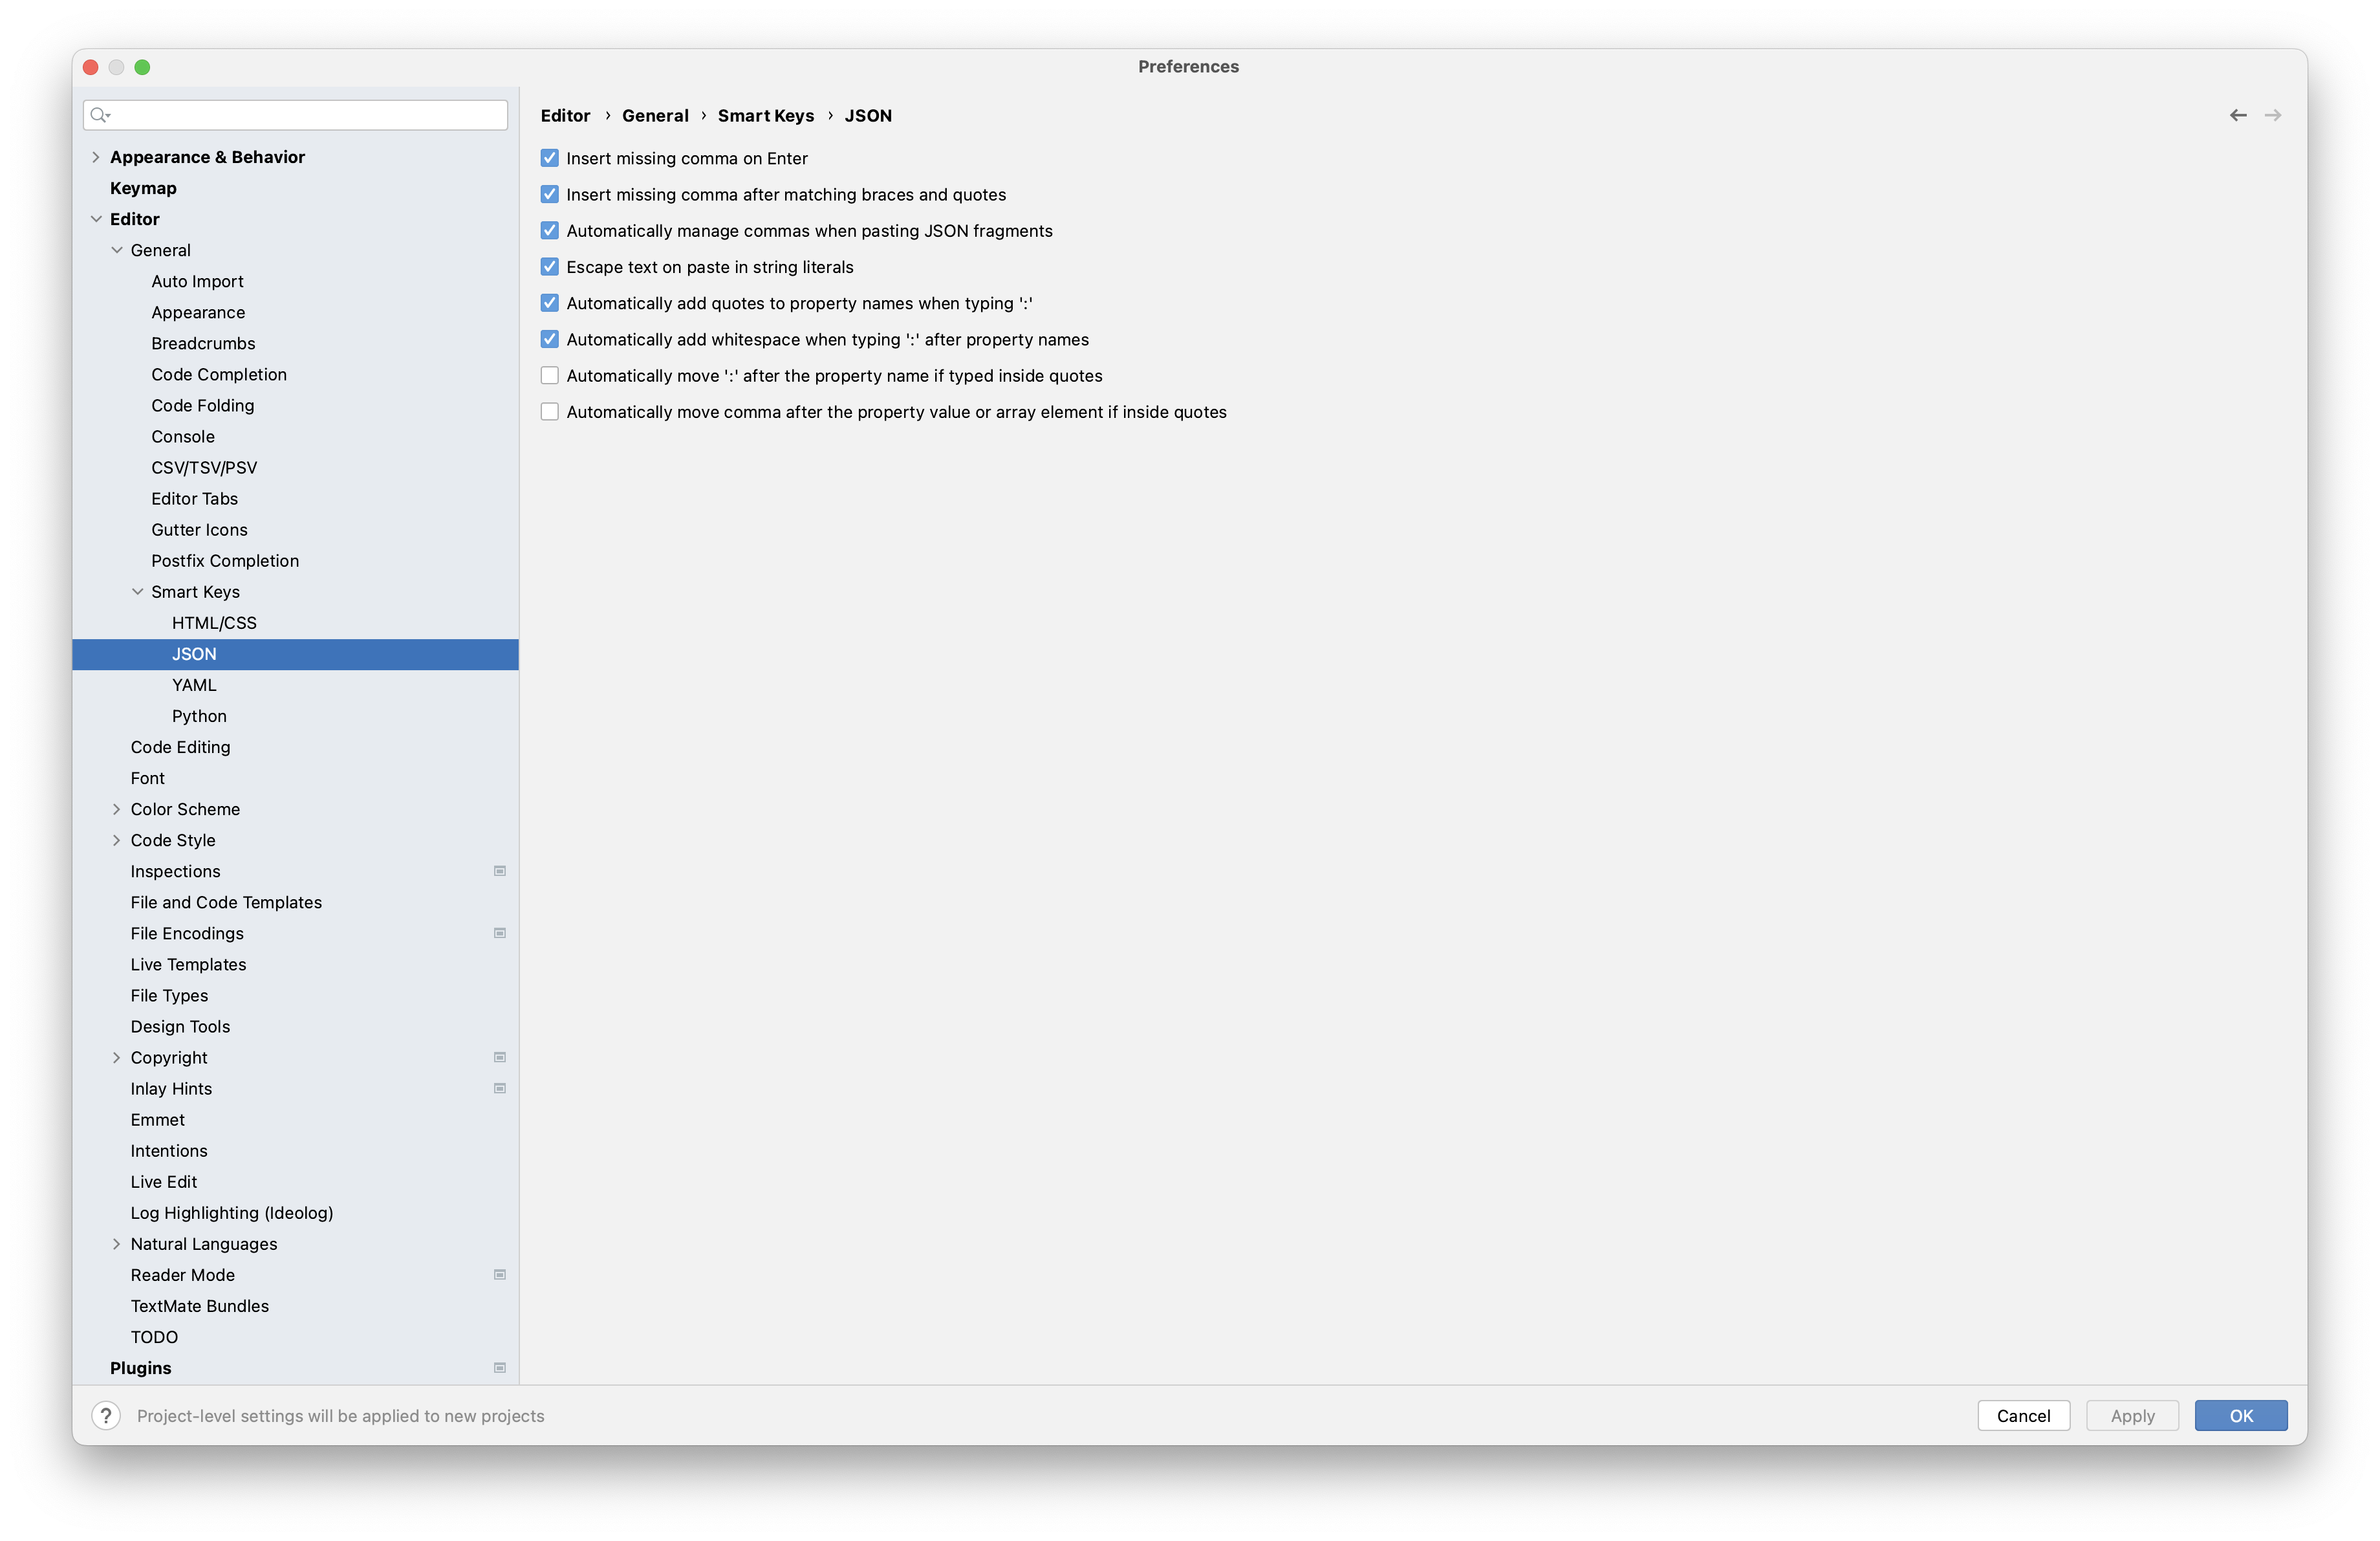 Preferences
Editor › General › Smart Keys › JSON
Appearance & Behavior
Keymap
Editor
General
Auto Import
Appearance
Breadcrumbs
Code Completion
Code Folding
Console
CSV/TSV/PSV
Editor Tabs
Gutter Icons
Postfix Completion
Smart Keys
HTML/CSS
JSON
YAML
Python
Code Editing
Font
Color Scheme
Code Style
Inspections
File and Code Templates
File Encodings
Live Templates
File Types
Design Tools
Copyright
Inlay Hints
Emmet
Intentions
Live Edit
Log Highlighting (Ideolog)
Natural Languages
Reader Mode
TextMate Bundles
TODO
Plugins
Insert missing comma on Enter
Insert missing comma after matching braces and quotes
Automatically manage commas when pasting JSON fragments
Escape text on paste in string literals
Automatically add quotes to property names when typing ':'
Automatically add whitespace when typing ':' after property names
Automatically move ':' after the property name if typed inside quotes
Automatically move comma after the property value or array element if inside quotes
? Project-level settings will be applied to new projects
Cancel Apply OK